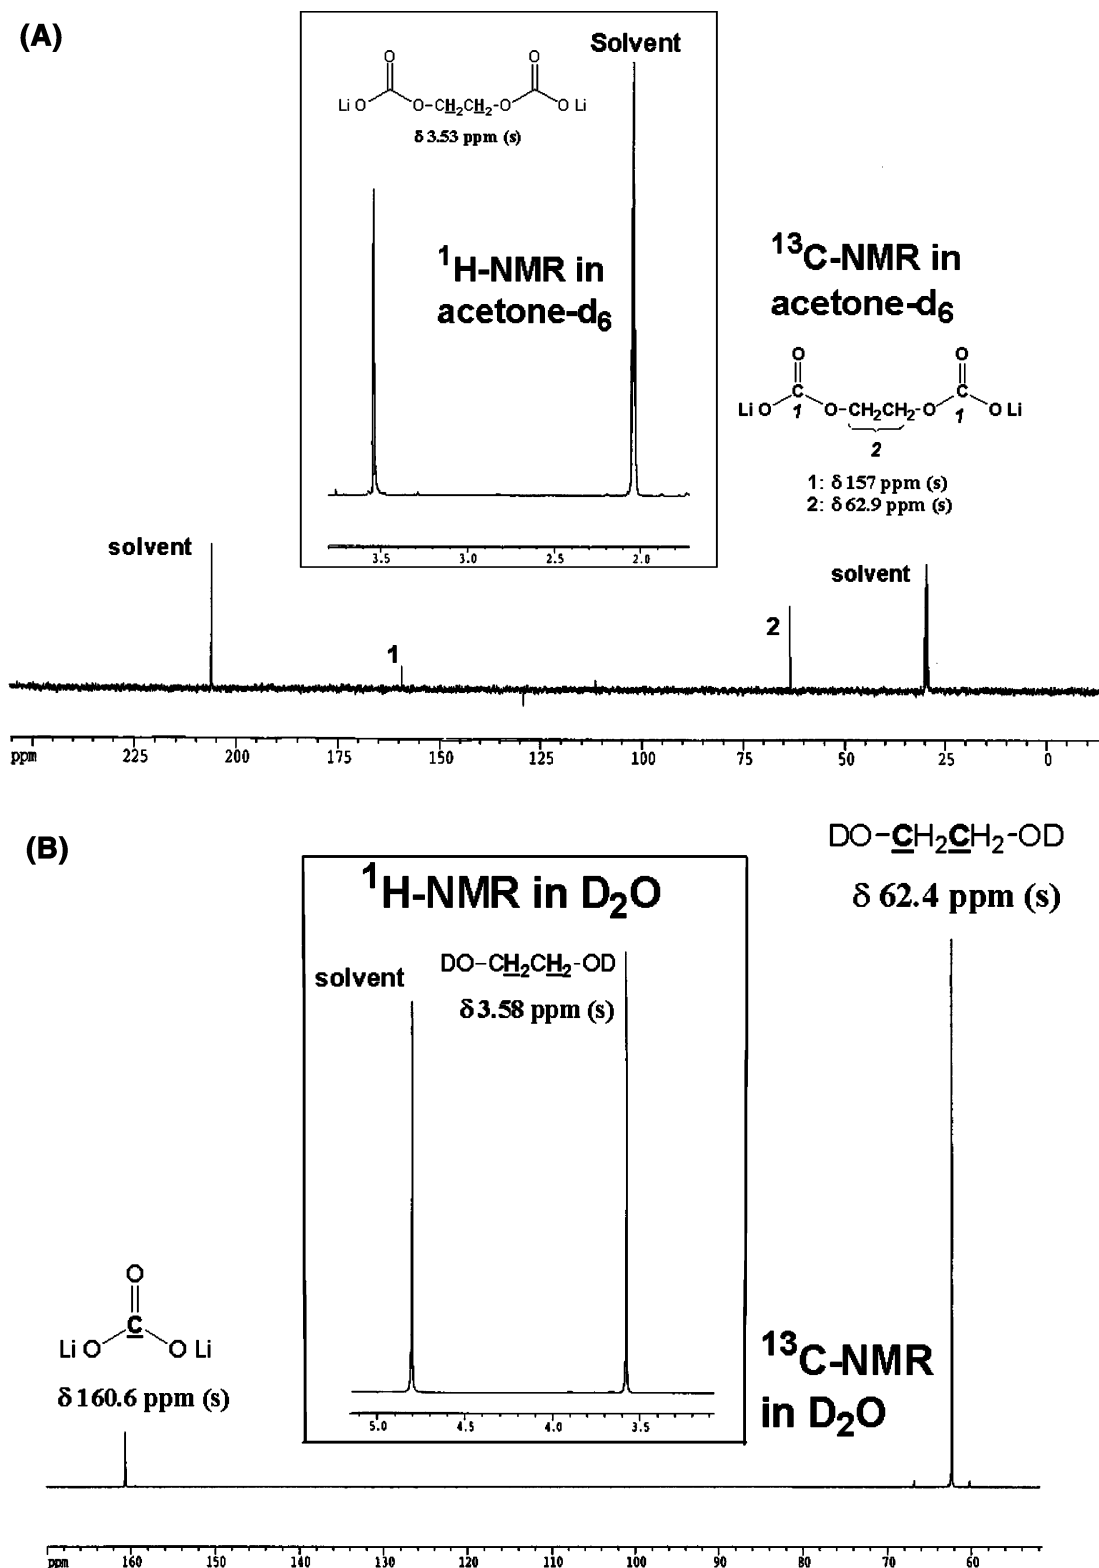 (A)
Solvent
O O
Li O O-CH₂CH₂-O O Li
δ 3.53 ppm (s)
¹H-NMR in
acetone-d₆
3.5 3.0 2.5 2.0
¹³C-NMR in
acetone-d₆
O O
C C
Li O 1 O-CH₂CH₂-O 1 O Li
2
1: δ 157 ppm (s)
2: δ 62.9 ppm (s)
solvent
1
2
solvent
ppm 225 200 175 150 125 100 75 50 25 0
(B)
DO-CH₂CH₂-OD
δ 62.4 ppm (s)
¹H-NMR in D₂O
solvent
DO-CH₂CH₂-OD
δ 3.58 ppm (s)
5.0 4.5 4.0 3.5
O
C
Li O O Li
δ 160.6 ppm (s)
¹³C-NMR
in D₂O
ppm 160 150 140 130 120 110 100 90 80 70 60